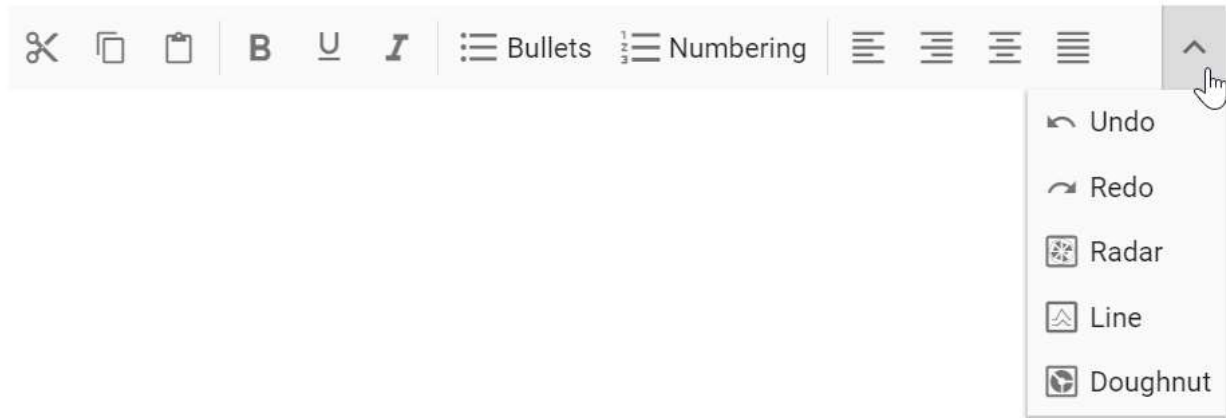 B U I Bullets Numbering
Undo
Redo
Radar
Line
Doughnut